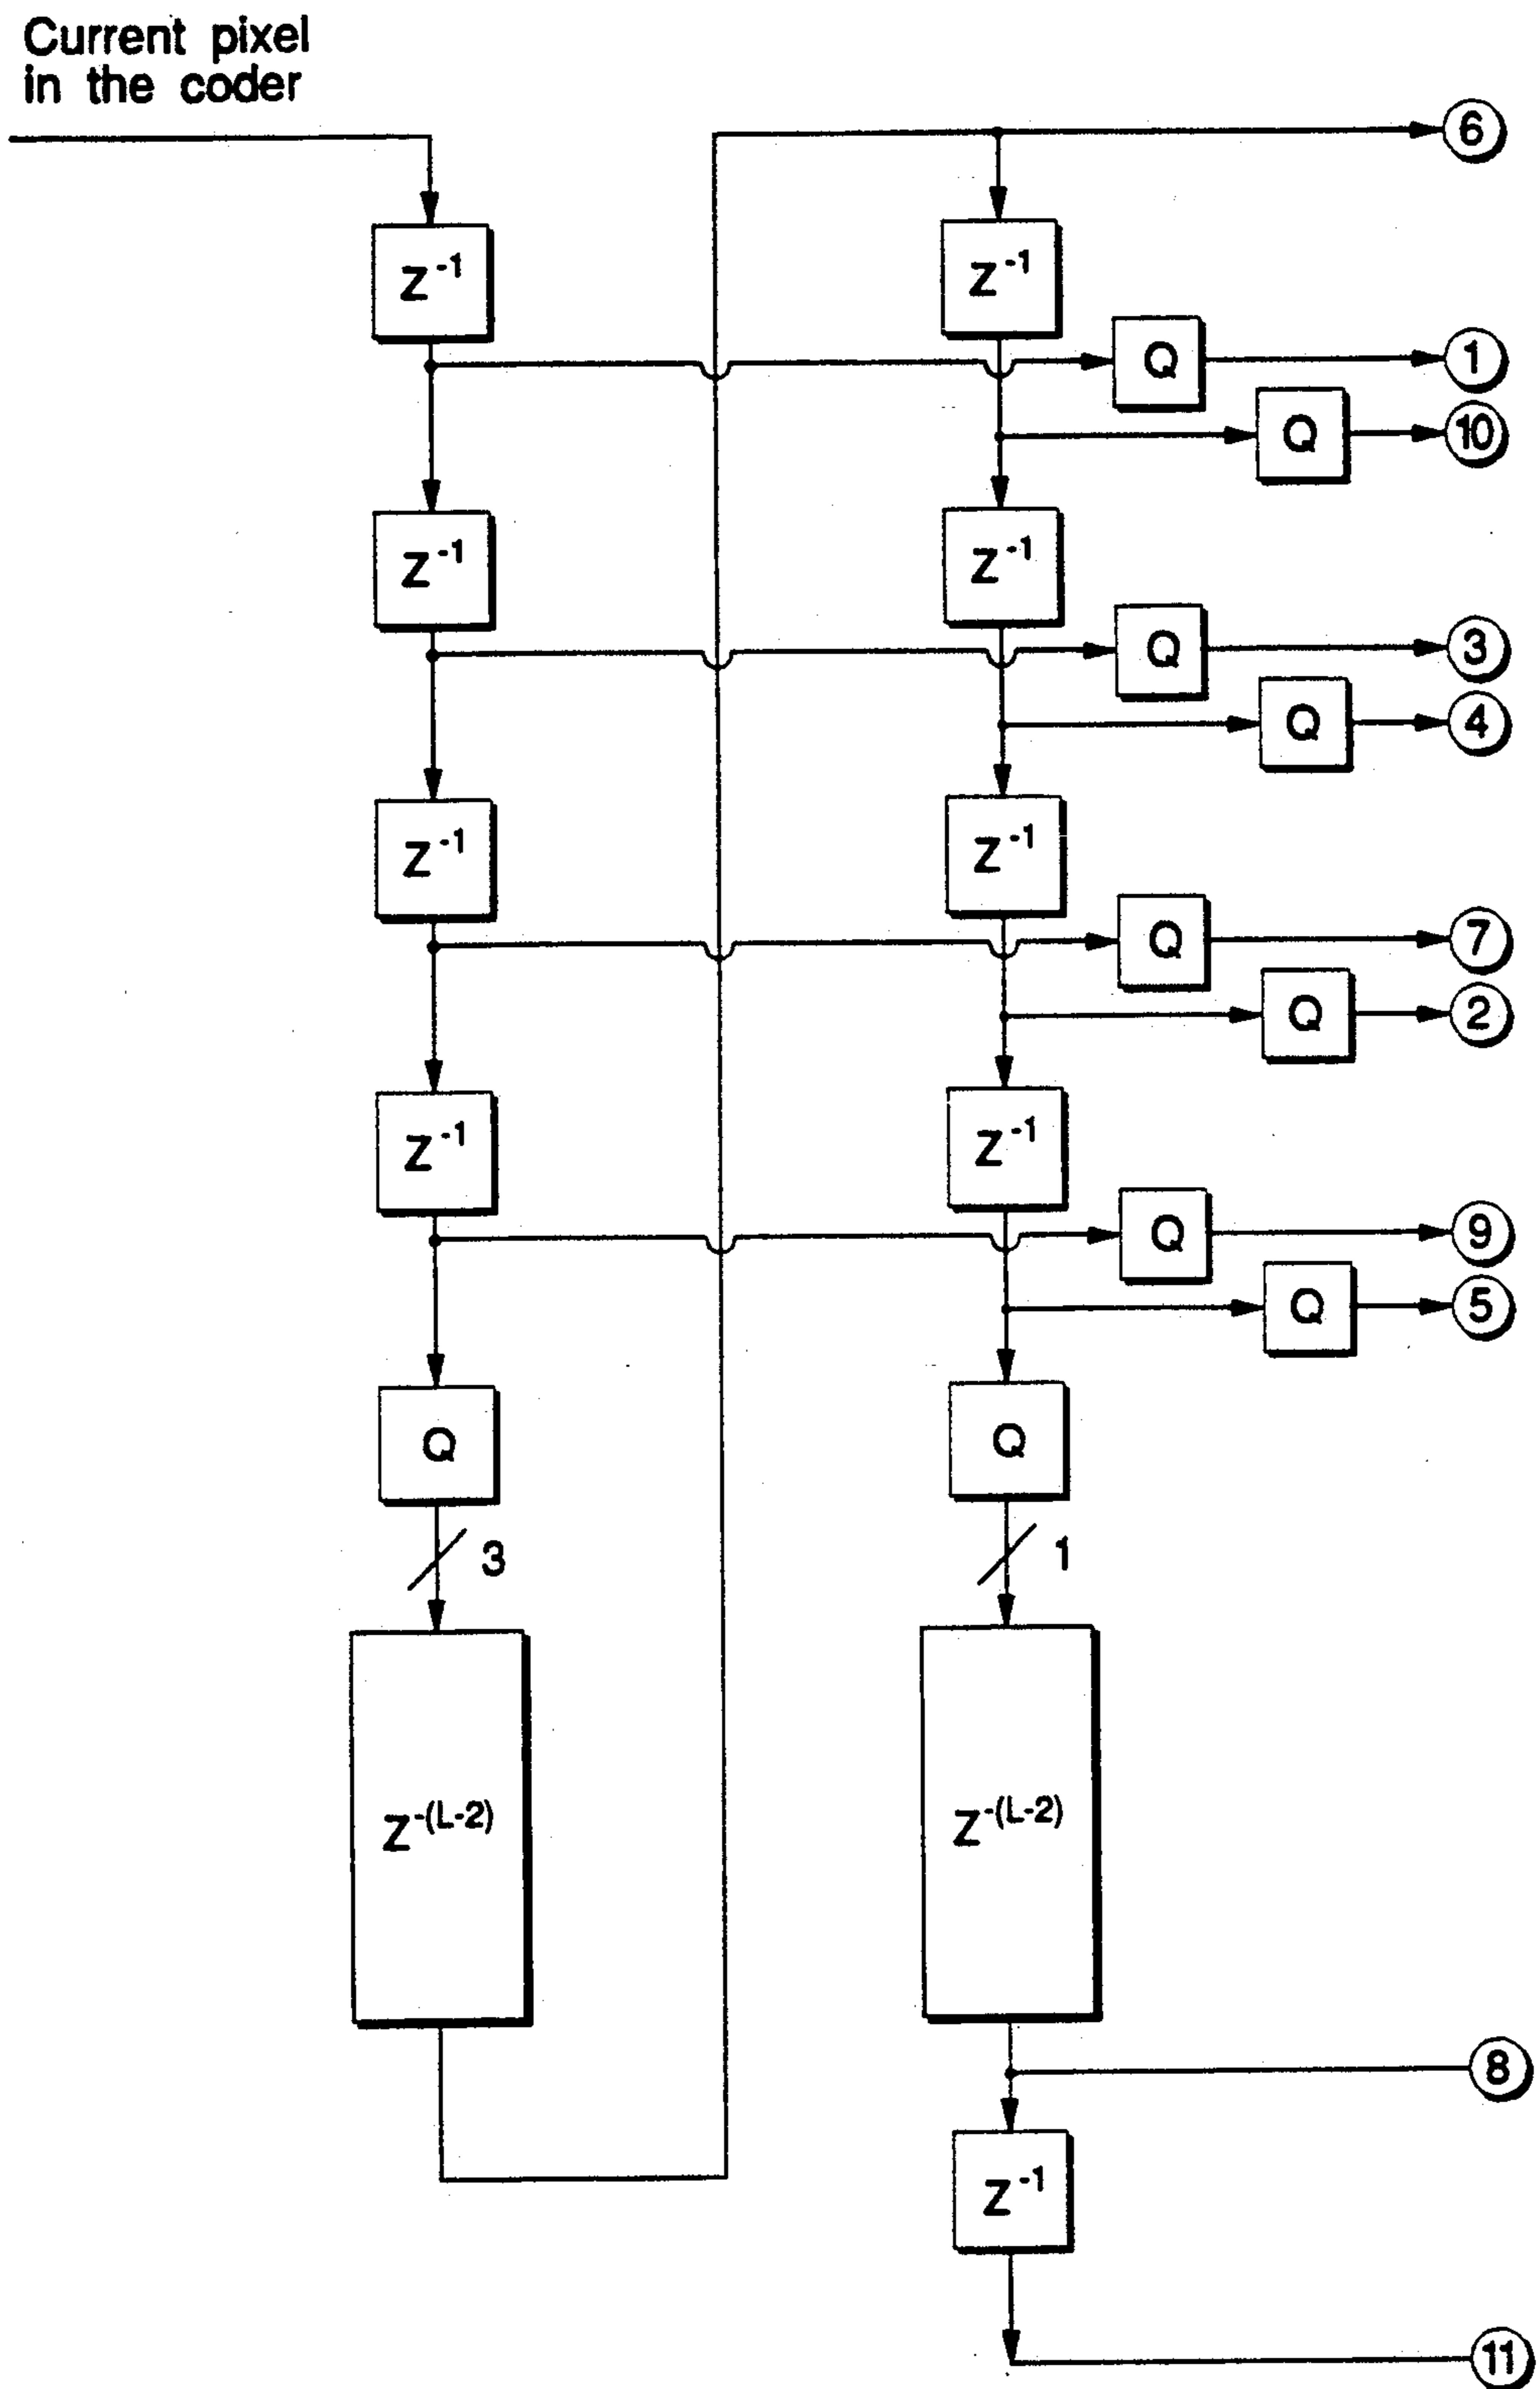 Current pixel
in the coder
6
Z⁻¹
Z⁻¹
Q
1
Q
10
Z⁻¹
Z⁻¹
Q
3
Q
4
Z⁻¹
Z⁻¹
Q
7
Q
2
Z⁻¹
Z⁻¹
Q
9
Q
5
Q
Q
3
1
Z⁻⁽ᴸ⁻²⁾
Z⁻⁽ᴸ⁻²⁾
8
Z⁻¹
11